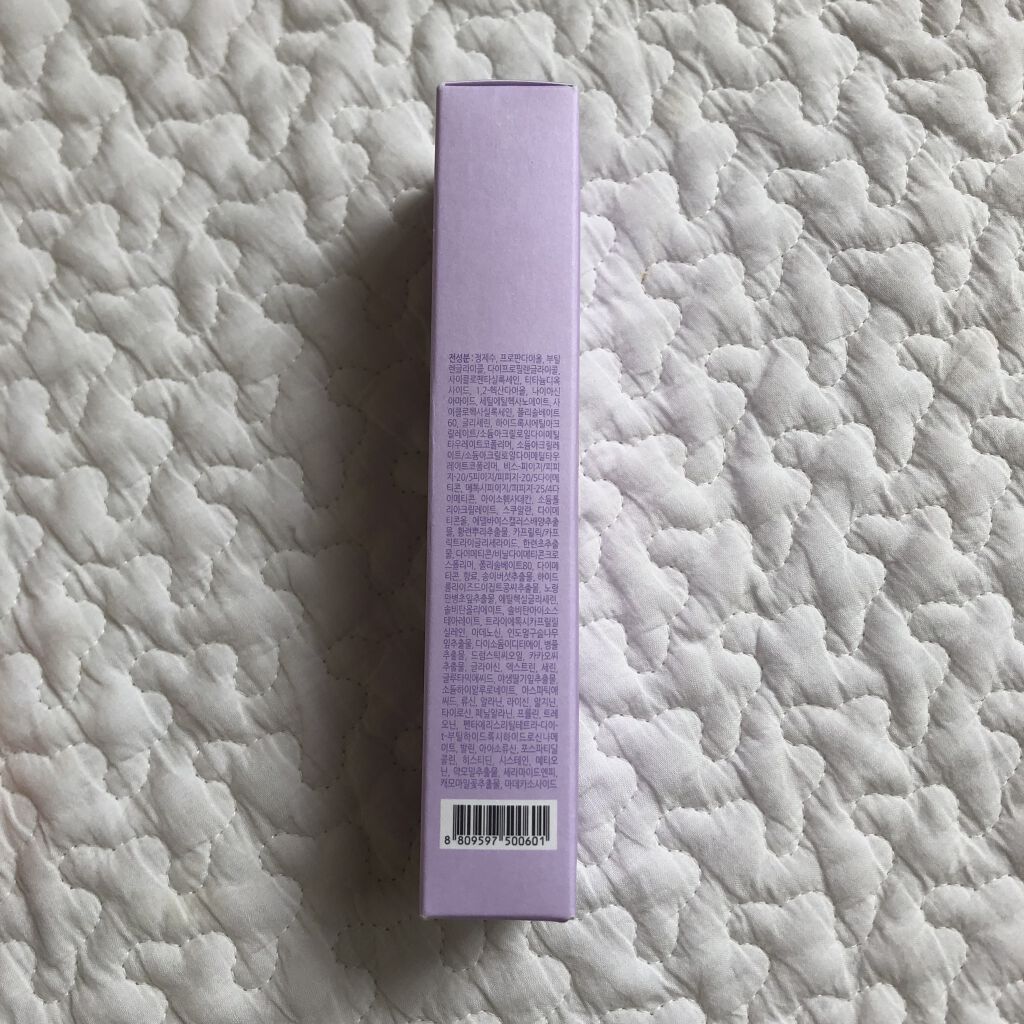 전성분 : 정제수, 프로판다이올, 부틸
렌글라이콜, 다이프로필렌글라이콜,
사이클로펜타실록세인, 티타늄디옥
사이드, 1,2-헥산다이올, 나이아신
아마이드, 세틸에틸헥사노에이트, 사
이클로헥사실록세인, 폴리솔베이트
60, 글리세린, 하이드록시에틸아크
릴레이트/소듐아크릴로일다이메틸
타우레이트코폴리머, 소듐아크릴레
이트/소듐아크릴로일다이메틸타우
레이트코폴리머, 비스-피이지/피피
지-20/5피이지/피피지-20/5다이메
티콘, 메톡시피이지/피피지-25/4다
이메티콘, 아이소헥사데칸, 소듐폴
리아크릴레이트, 스쿠알란, 다이메
티콘올, 에델바이스캘러스배양추출
물, 황련뿌리추출물, 카프릴릭/카프
릭트라이글리세라이드, 한련초추출
물, 다이메티콘/비닐다이메티콘크로
스폴리머, 폴리솔베이트80, 다이메
티콘, 향료, 송이버섯추출물, 하이드
롤라이즈드이집트콩씨추출물, 노랑
만병초잎추출물, 에틸헥실글리세린,
솔비탄올리에이트, 솔비탄아이소스
테아레이트, 트라이에톡시카프릴릴
실레인, 아데노신, 인도멀구슬나무
잎추출물, 다이소듐이디티에이, 병풀
추출물, 드럼스틱씨오일, 카카오씨
추출물, 글라이신, 덱스트린, 세린,
글루타믹애씨드, 야생딸기잎추출물,
소듐하이알루로네이트, 아스파틱애
씨드, 류신, 알라닌, 라이신, 알지닌,
타이로신, 페닐알라닌, 프롤린, 트레
오닌, 펜타에리스리틸테트라-디-
t-부틸하이드록시하이드로신나메
이트, 발린, 아이소류신, 포스파티딜
콜린, 히스티딘, 시스테인, 메티오
닌, 약모밀추출물, 세라마이드엔피,
캐모마일꽃추출물, 마데카소사이드
8 809597 500601